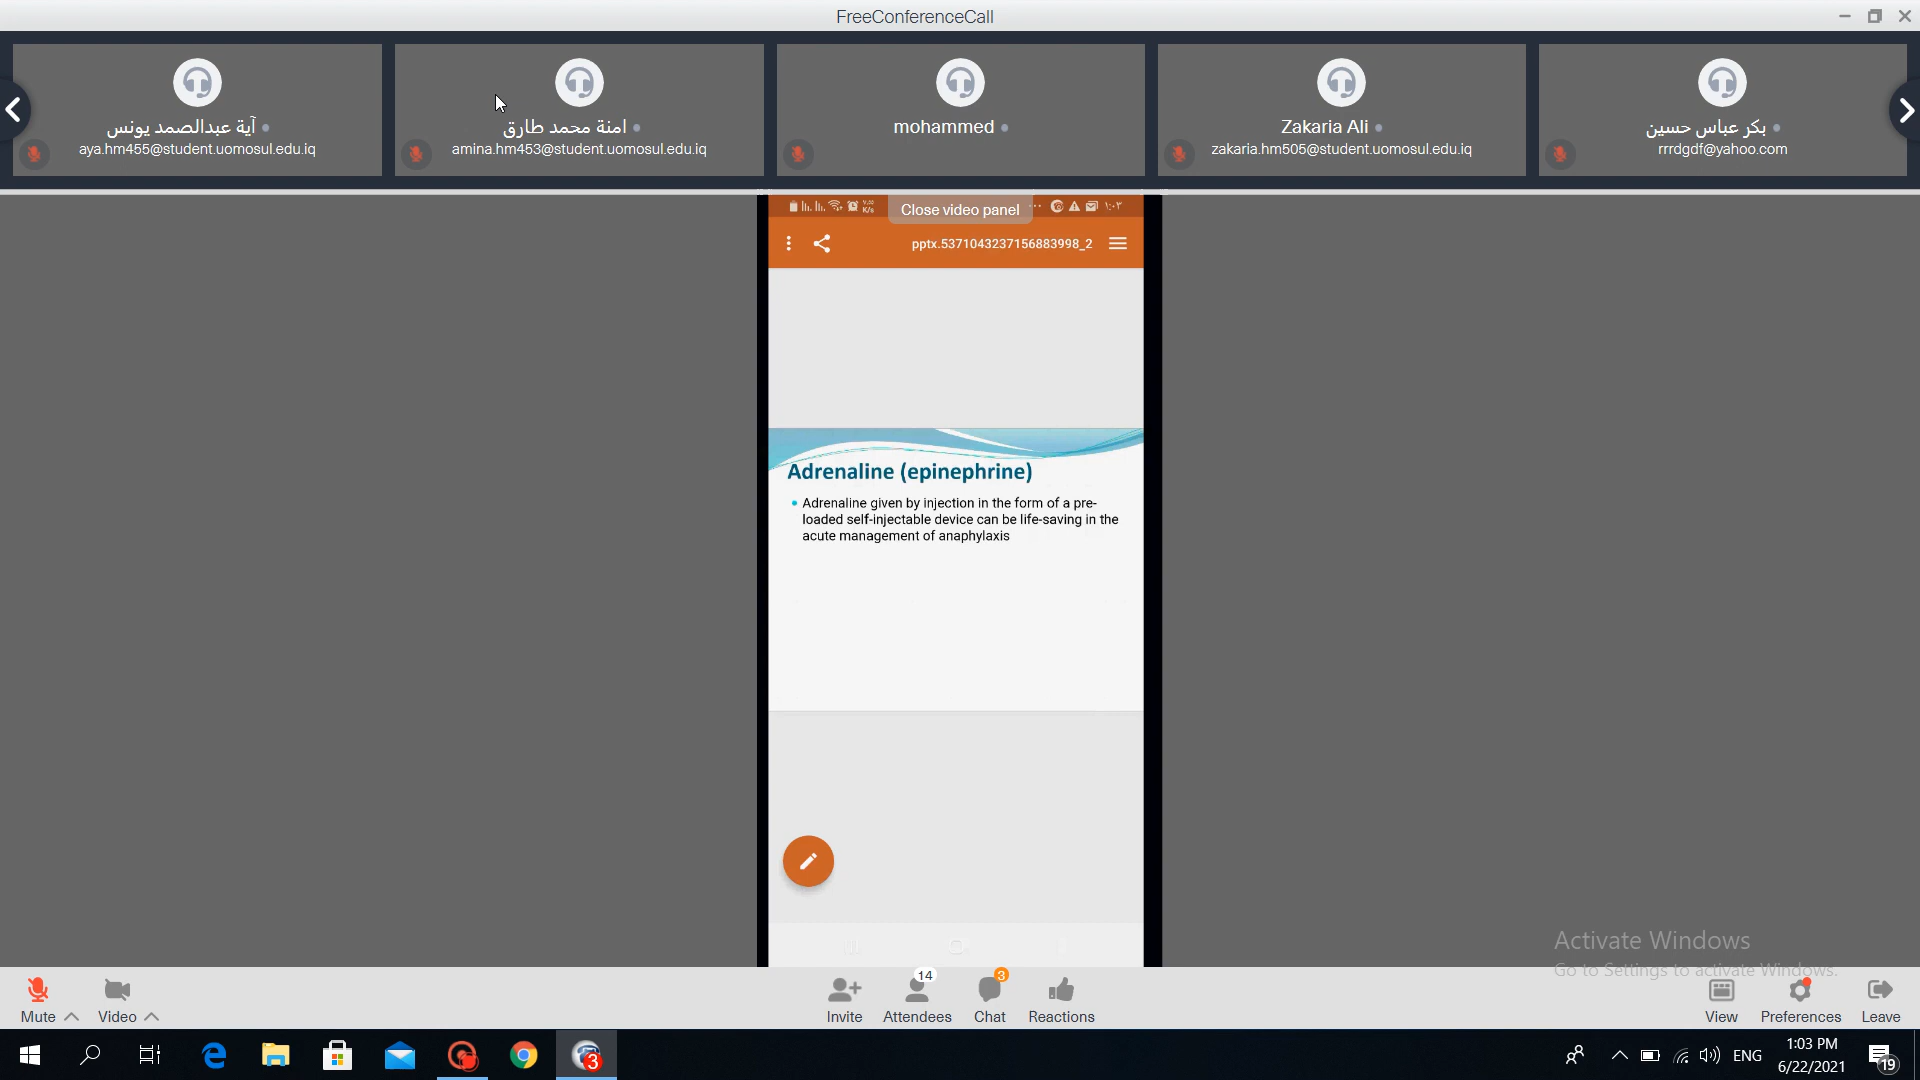 FreeConferenceCall
آية عبدالصمد يونس
aya.hm455@student.uomosul.edu.iq
امنة محمد طارق
amina.hm453@student.uomosul.edu.iq
mohammed
Zakaria Ali
zakaria.hm505@student.uomosul.edu.iq
بكر عباس حسين
rrrdgdf@yahoo.com
Close video panel
١:٠٣
pptx.5371043237156883998_2
Adrenaline (epinephrine)
Adrenaline given by injection in the form of a pre-
loaded self-injectable device can be life-saving in the
acute management of anaphylaxis
Activate Windows
Go to Settings to activate Windows.
14
3
Mute
Video
Invite
Attendees
Chat
Reactions
View
Preferences
Leave
3
ENG
1:03 PM
6/22/2021
19